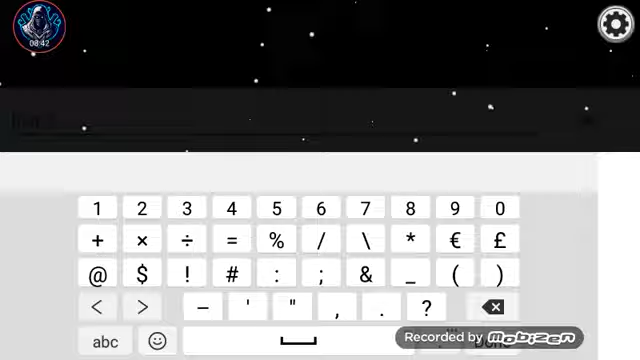 08:42
1 2 3 4 5 6 7 8 9 0
+ × ÷ = % / \ * € £
@ $ ! # : ; & _ ( )
< > – ' " , . ?
abc
Recorded by Mobizen